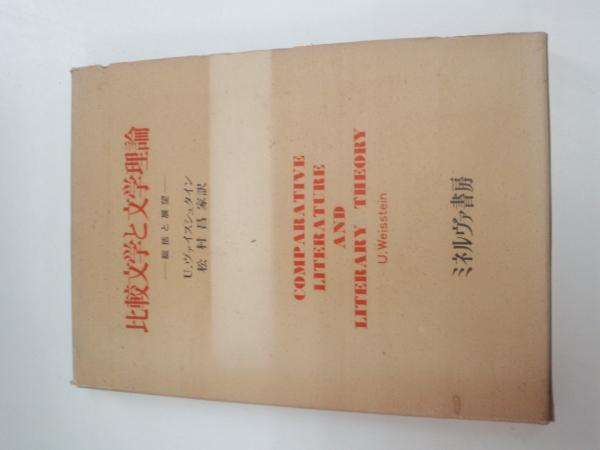 比較文学と文学理論
——総括と展望——
U.ヴァイスシュタイン
松村昌家訳
COMPARATIVE
LITERATURE
AND
LITERARY THEORY
U.Weisstein
ミネルヴァ書房